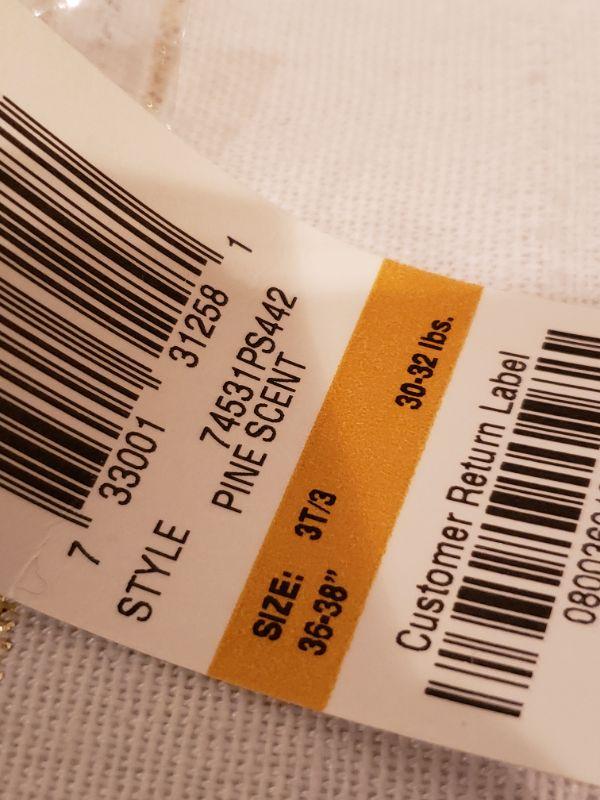 7 33001 31258 1
STYLE 74531PS442
PINE SCENT
SIZE: 3T/3
36-38” 30-32 lbs.
Customer Return Label